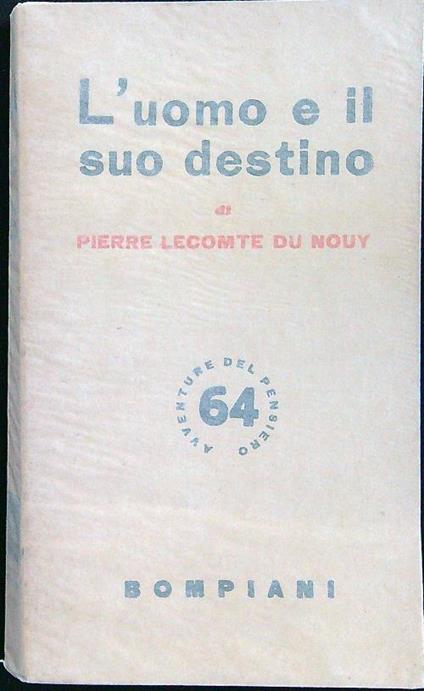 L'uomo e il
suo destino
di
PIERRE LECOMTE DU NOUY
AVVENTURE DEL PENSIERO
64
BOMPIANI